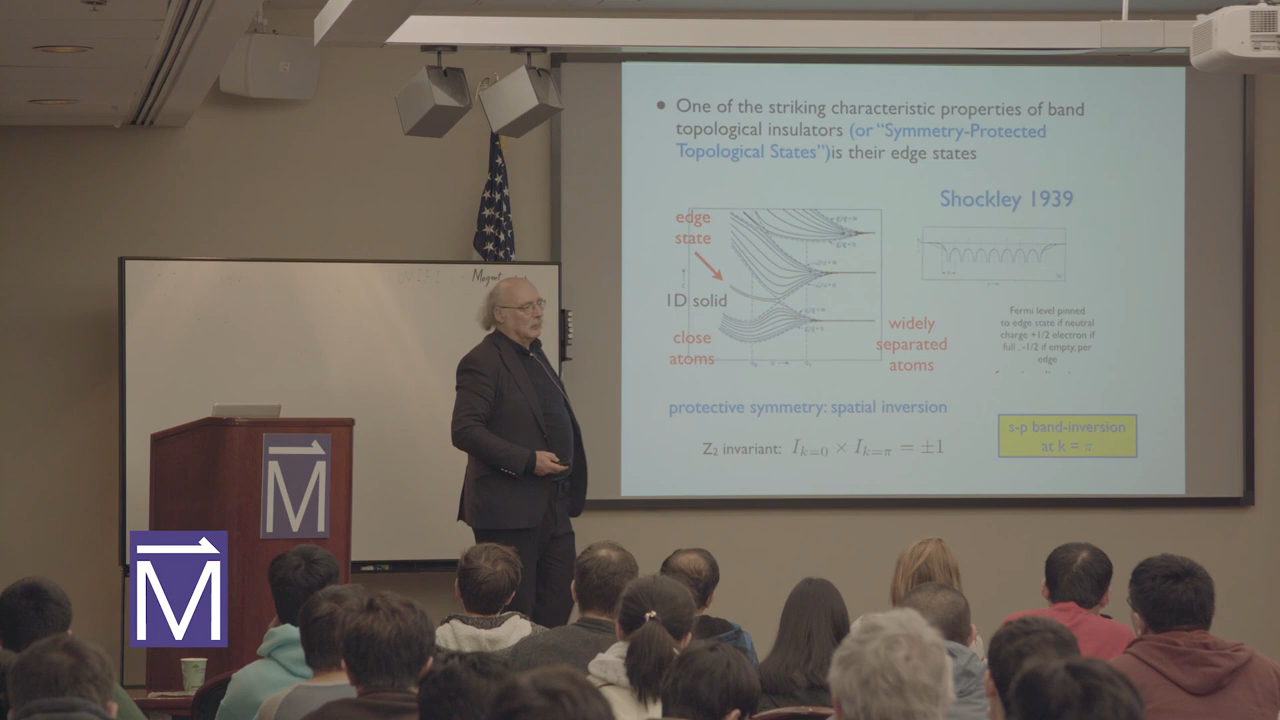 • One of the striking characteristic properties of band
topological insulators (or “Symmetry-Protected
Topological States”)is their edge states
Shockley 1939
edge
state
1D solid
close
atoms
widely
separated
atoms
Fermi level pinned
to edge state if neutral
charge +1/2 electron if
full , -1/2 if empty, per
edge
protective symmetry: spatial inversion
Z₂ invariant: I_{k=0} × I_{k=π} = ±1
s-p band-inversion
at k = π.
M
M